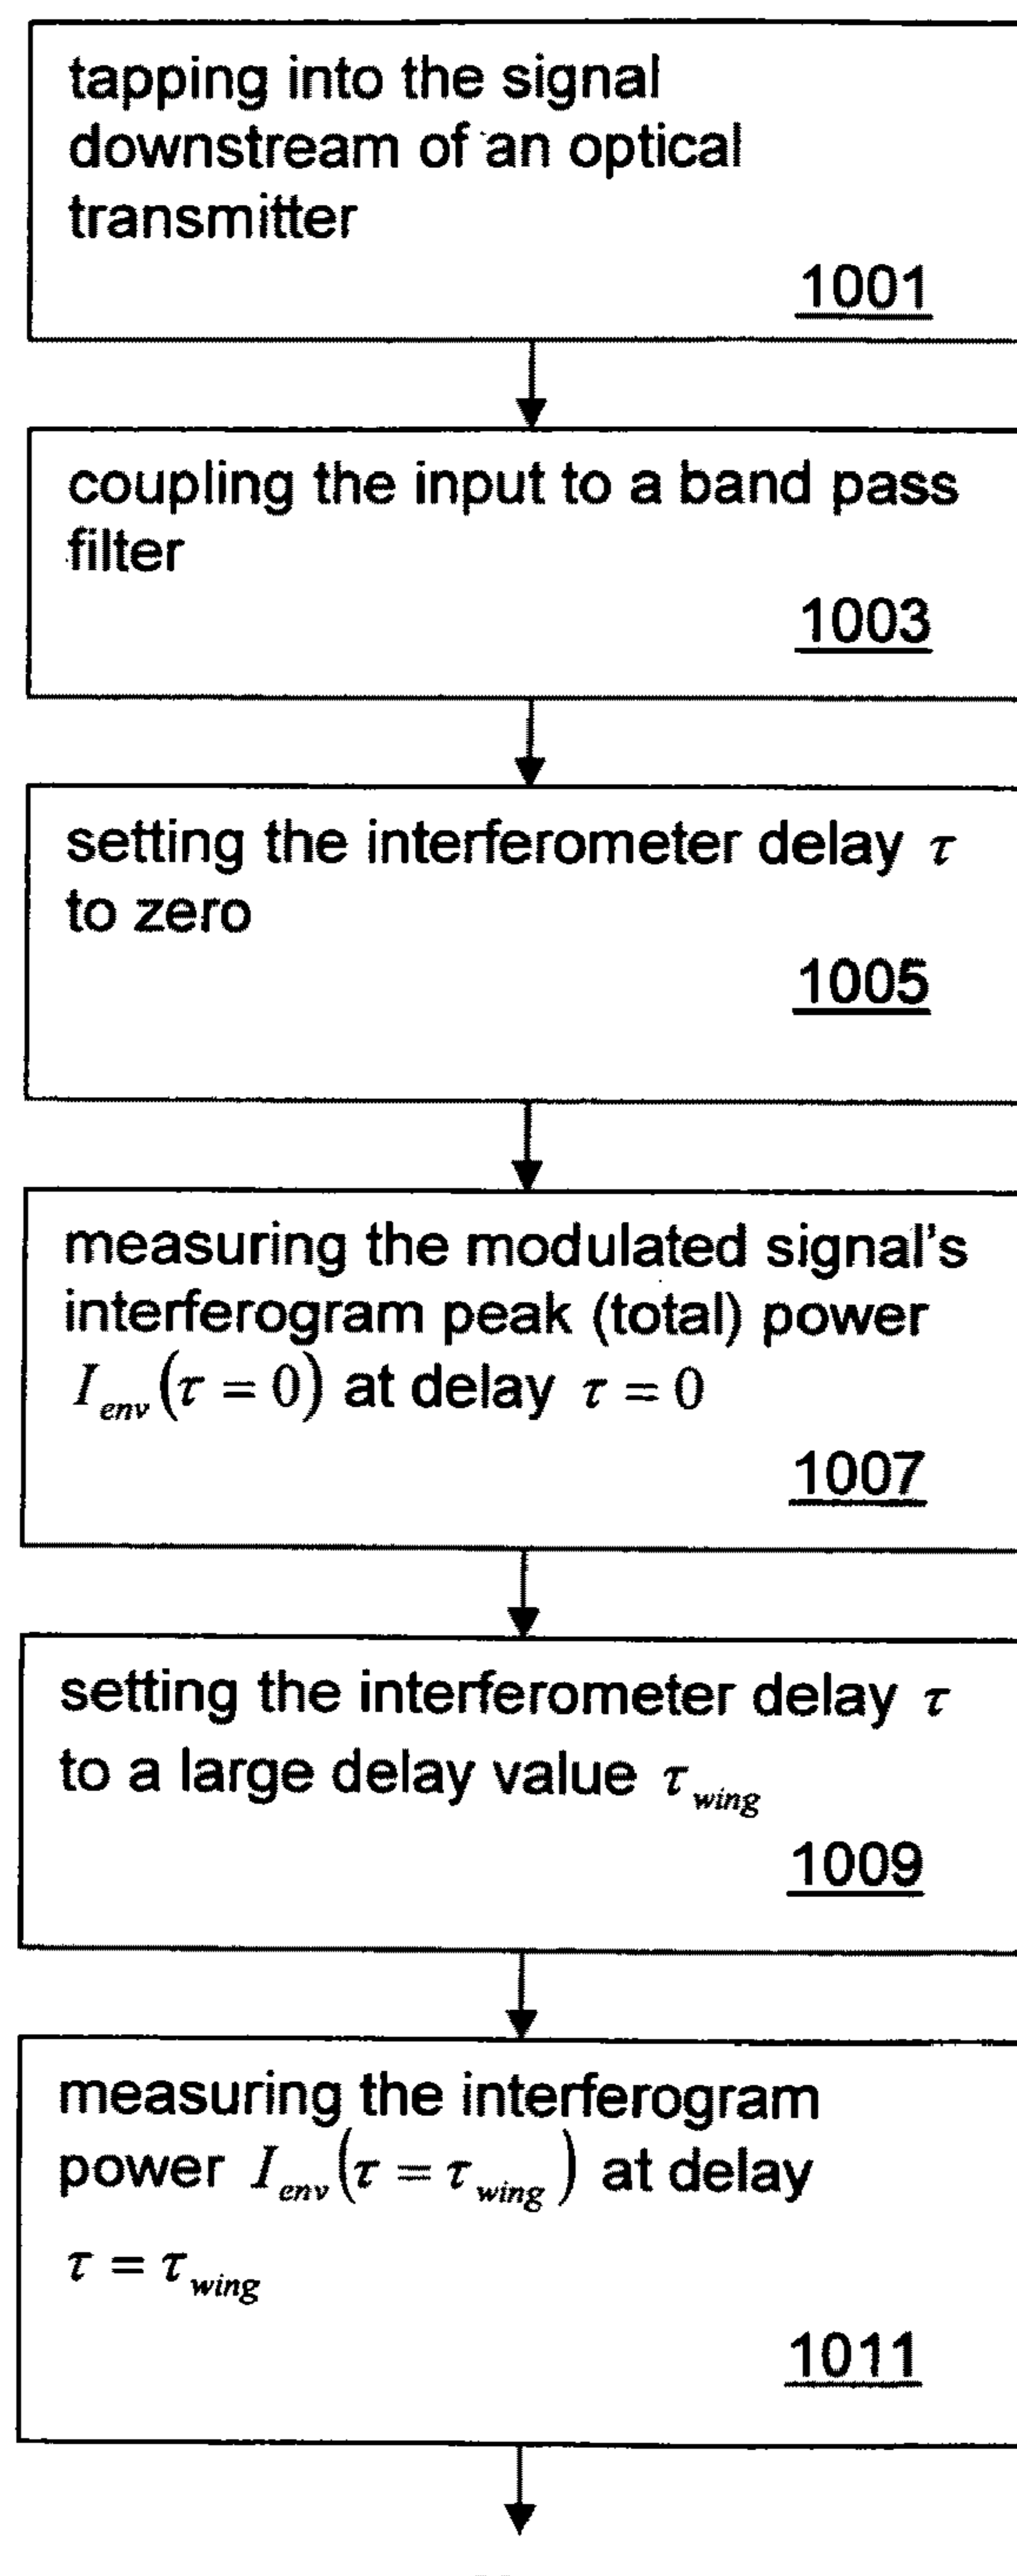 tapping into the signal
downstream of an optical
transmitter
1001
coupling the input to a band pass
filter
1003
setting the interferometer delay τ
to zero
1005
measuring the modulated signal's
interferogram peak (total) power
I_env(τ = 0) at delay τ = 0
1007
setting the interferometer delay τ
to a large delay value τ_wing
1009
measuring the interferogram
power I_env(τ = τ_wing) at delay
τ = τ_wing
1011